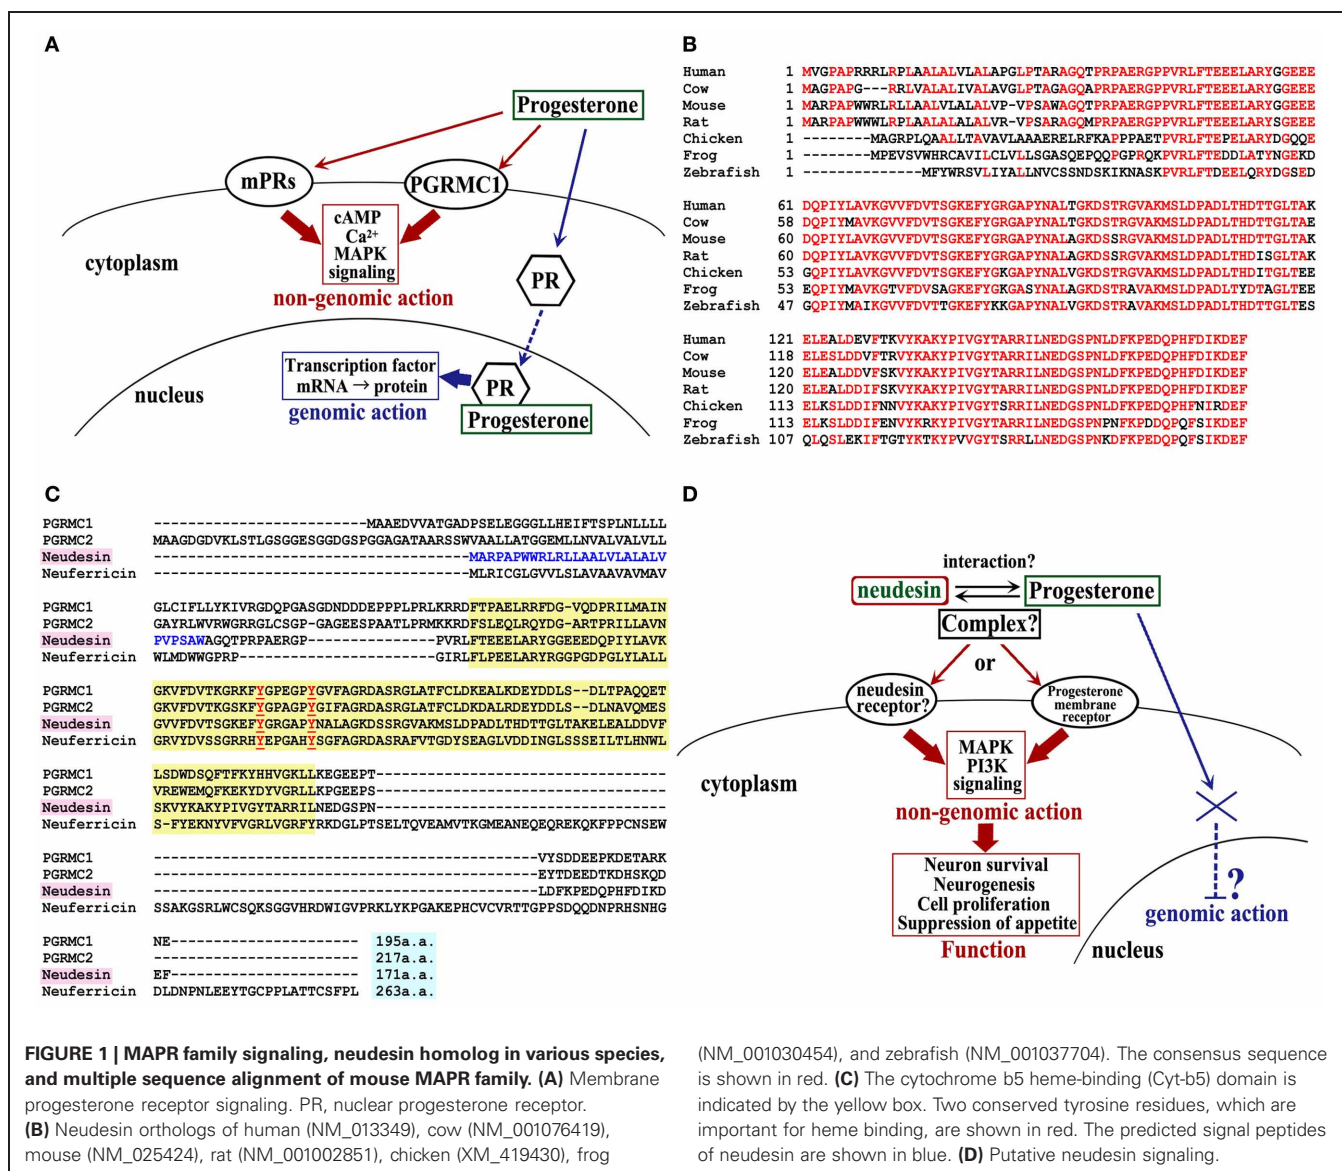 A
Progesterone
mPRs
PGRMC1
cAMP
Ca²⁺
MAPK
signaling
non-genomic action
cytoplasm
PR
Transcription factor
mRNA → protein
genomic action
PR
Progesterone
nucleus
B
Human 1 MVGPAPRRRLRPLAALALVLALAPGLPTARAGQTPRPAERGPPVRLFTEEELARYGGEEE
Cow 1 MAGPAPG---RRLVALALIVALAVGLPTAGAGQAPRPAERGPPVRLFTEEELARYGGEEE
Mouse 1 MARPAPWWRLRLLAALVLALALVP-VPSAWAGQTPRPAERGPPVRLFTEEELARYGGEEE
Rat 1 MARPAPWWWLRPLAALALALALVR-VPSARAGQMPRPAERGPPVRLFTEEELARYSGEEE
Chicken 1 --------MAGRPLQAALLTAVAVLAAAERELRFKAPPPAETPVRLFTEPELARYDGQQE
Frog 1 --------MPEVSVWHRCAVILCLVLLSGASQEPQQPGPRQKPVRLFTEDDLATYNGEKD
Zebrafish 1 --------------MFYWRSVLIYALLNVCSSNDSKIKNASKPVRLFTDEELQRYDGSED
Human 61 DQPIYLAVKGVVFDVTSGKEFYGRGAPYNALTGKDSTRGVAKMSLDPADLTHDTTGLTAK
Cow 58 DQPIYMAVKGVVFDVTSGKEFYGRGAPYNALTGKDSTRGVAKMSLDPADLTHDTTGLTAE
Mouse 60 DQPIYLAVKGVVFDVTSGKEFYGRGAPYNALAGKDSSRGVAKMSLDPADLTHDTTGLTAK
Rat 60 DQPIYLAVKGVVFDVTSGKEFYGRGAPYNALAGKDSSRGVAKMSLDPADLTHDISGLTAK
Chicken 53 GQPIYMAVKGVVFDVTSGKEFYGKGAPYNALVGKDSTRGVAKMSLDPADLTHDITGLTEE
Frog 53 EQPIYMAVKGTVFDVDVSAGKEFYGKGASYNALAGKDSTRAVAKMSLDPADLTYDTAGLTEE
Zebrafish 47 GQPIYMAIKGVVFDVTTGKEFYKKGAPYNALVGKDSTRAVAKMSLDPADLTHDTTGLTES
Human 121 ELEALDEVFTKVYKAKYPIVGYTARRILNEDGSPNLDFKPEDQPHFDIKDEF
Cow 118 ELESLDDVFTRVYKAKYPIVGYTARRILNEDGSPNLDFKPEDQPHFDIKDEF
Mouse 120 ELEALDDVFSKVYKAKYPIVGYTARRILNEDGSPNLDFKPEDQPHFDIKDEF
Rat 120 ELEALDDIFSKVYKAKYPIVGYTARRILNEDGSPNLDFKPEDQPHFDIKDEF
Chicken 113 ELKSLDDIFNNVYKAKYPIVGYTSRRILNEDGSPNLDFKPEDQPHFNIRDEF
Frog 113 ELKSLDDIFENVYKRKYPIVGYTARRILNEDGSPNPNFKPDDQPHFSIKDEF
Zebrafish 107 QLQSLEKIFTGTYKTKYPVVGYTSRRLLNEDGSPNKDFKPEDQPQFSIKDEF
C
PGRMC1 -------------------------MAAEDVVATGADPSELEGGGLLHEIFTSPLNLLLL
PGRMC2 MAAGDGDVKLSTLGSGGESGGDGSPGGAGATAARSSWVAALLATGGEMLLNVALVALVLL
Neudesin -------------------------------------MARPAPWWRLRLLAALVLALALV
Neuferricin -------------------------------------MLRICGLGVVLSLAVAAVAVMAV
PGRMC1 GLCIFLLYKIVRGDQPGASGDNDDDEPPPLPRLKRRDFTPAELRRFDG-VQDPRILMAIN
PGRMC2 GAYRLWVRWGRRGLCSGP-GAGEESPAATLPRMKKRDFSLEQLRQYDG-ARTPRILLAVN
Neudesin PVPSAWAGQTPRPAERGP---------------PVRLFTEEELARYGGEEEDQPIYLAVK
Neuferricin WLMDWWGPRP-----------------------GIRLFLPEELARYRGGPGDPGLYLALL
PGRMC1 GKVFDVTKGRKFYGPEGPYGVFAGRDASRGLATFCLDKEALKDEYDDLS--DLTPAQQET
PGRMC2 GKVFDVTKGSKFYGPAGPYGIFAGRDASRGLATFCLDKDALRDEYDDLS--DLNAVQMES
Neudesin GVVFDVTSGKEFYGRGAPYNALAGKDSSRGVAKMSLDPADLTHDTTGLTAKELEALDDVF
Neuferricin GRVYDVSSGRRHYEPGAHYSGFAGRDASRAFVTGDYSEAGLVDDINGLSSSEILTLHNWL
PGRMC1 LSDWDSQFTFKYHHVGKLLKEGEEPT----------------------------------
PGRMC2 VREWEMQFKEKYDYVGRLLKPGEEPS----------------------------------
Neudesin SKVYKAKYPIVGYTARRILNEDGSPN----------------------------------
Neuferricin S-FYEKNYVFVGRLVGRFYRKDGLPTSELTQVEAMVTKGMEANEQEQREKQKFPPCNSEW
PGRMC1 ---------------------------------------------VYSDDEEPKDETARK
PGRMC2 ---------------------------------------------EYTDEEDTKDHSKQD
Neudesin ---------------------------------------------LDFKPEDQPHFDIKD
Neuferricin SSAKGSRLWCSQKSGGVHRDWIGVPRKLYKPGAKEPHCVCVRTTGPPSDQQDNPRHSNHG
PGRMC1 NE---------------------- 195a.a.
PGRMC2 ------------------------ 217a.a.
Neudesin EF---------------------- 171a.a.
Neuferricin DLDNPNLEEYTGCPPLATTCSFPL 263a.a.
D
interaction?
neudesin
Progesterone
Complex?
or
neudesin
receptor?
Progesterone
membrane
receptor
MAPK
PI3K
signaling
cytoplasm
non-genomic action
Neuron survival
Neurogenesis
Cell proliferation
Suppression of appetite
Function
?
genomic action
nucleus
FIGURE 1 | MAPR family signaling, neudesin homolog in various species,
and multiple sequence alignment of mouse MAPR family. (A) Membrane
progesterone receptor signaling. PR, nuclear progesterone receptor.
(B) Neudesin orthologs of human (NM_013349), cow (NM_001076419),
mouse (NM_025424), rat (NM_001002851), chicken (XM_419430), frog
(NM_001030454), and zebrafish (NM_001037704). The consensus sequence
is shown in red. (C) The cytochrome b5 heme-binding (Cyt-b5) domain is
indicated by the yellow box. Two conserved tyrosine residues, which are
important for heme binding, are shown in red. The predicted signal peptides
of neudesin are shown in blue. (D) Putative neudesin signaling.